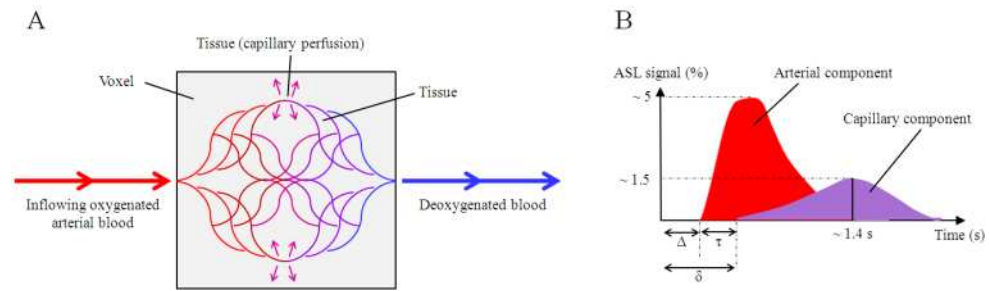 A
Tissue (capillary perfusion)
Voxel
Tissue
Inflowing oxygenated
arterial blood
Deoxygenated blood
B
ASL signal (%)
~ 5
Arterial component
Capillary component
~ 1.5
~ 1.4 s
Time (s)
Δ
τ
δ